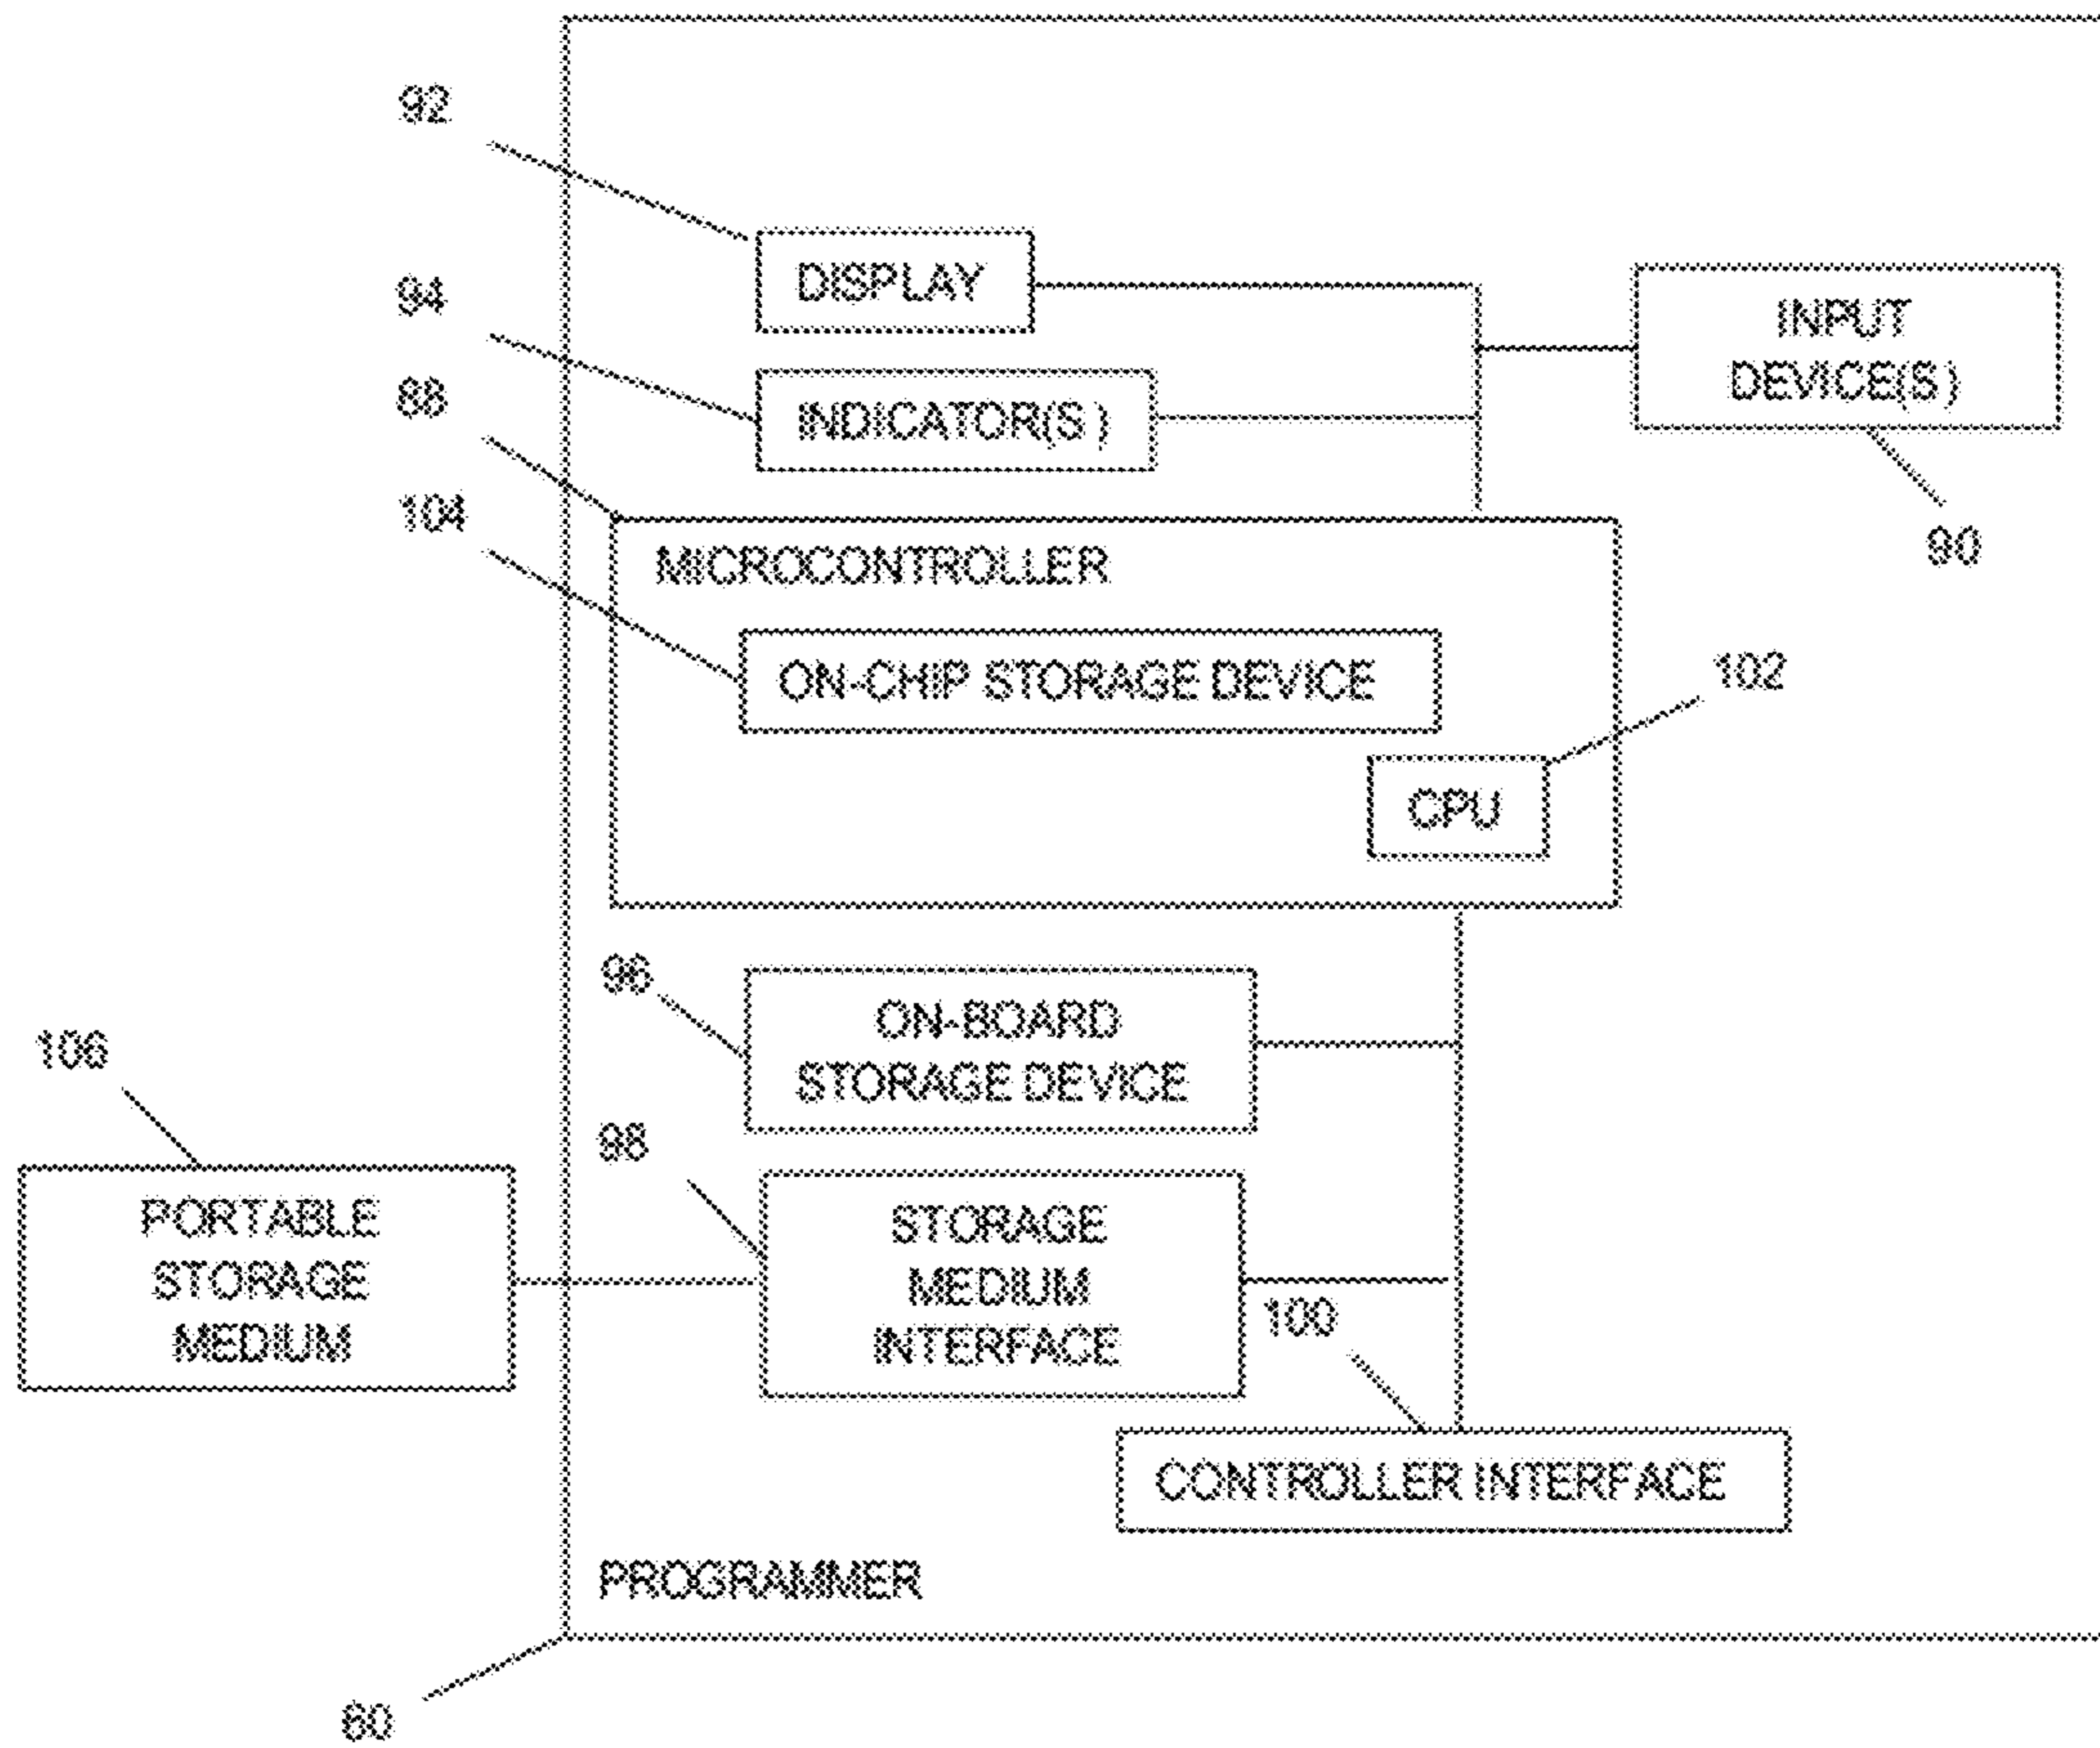 92
DISPLAY
94
INPUT
DEVICE(S)
88
INDICATOR(S)
104
90
MICROCONTROLLER
ON-CHIP STORAGE DEVICE
102
CPU
96
ON-BOARD
STORAGE DEVICE
106
98
PORTABLE
STORAGE
MEDIUM
STORAGE
MEDIUM
INTERFACE
100
CONTROLLER INTERFACE
PROGRAMMER
60